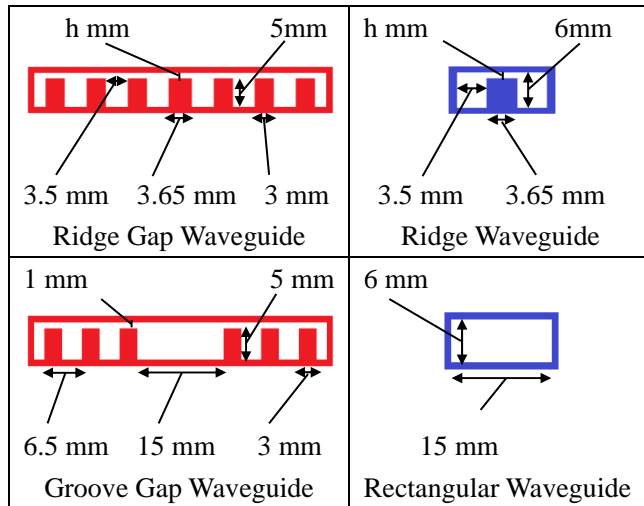 h mm 5mm
3.5 mm 3.65 mm 3 mm
Ridge Gap Waveguide
h mm 6mm
3.5 mm 3.65 mm
Ridge Waveguide
1 mm 5 mm
6.5 mm 15 mm 3 mm
Groove Gap Waveguide
6 mm
15 mm
Rectangular Waveguide